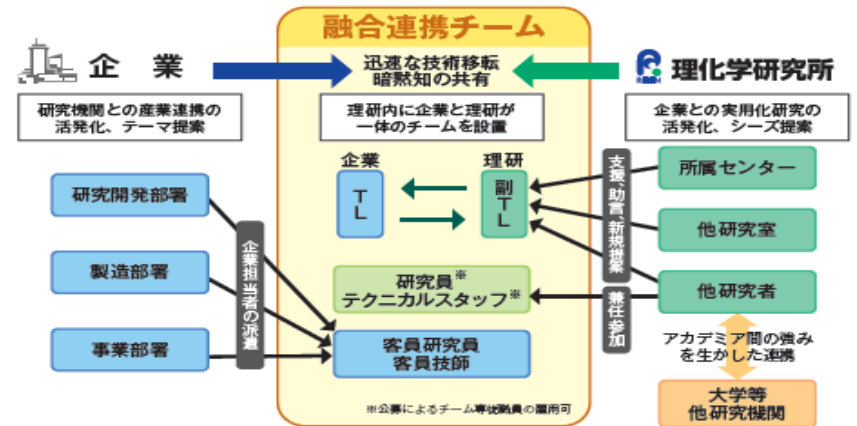 融合連携チーム
企 業
迅速な技術移転
暗黙知の共有
理化学研究所
研究機関との産業連携の
活発化、テーマ提案
理研内に企業と理研が
一体のチームを設置
企業との実用化研究の
活発化、シーズ提案
企業
理研
TL
副TL
研究開発部署
製造部署
事業部署
企業担当者の派遣
研究員※
テクニカルスタッフ※
客員研究員
客員技師
※公募によるチーム専従職員の雇用可
支援、助言、新規提案
兼任参加
所属センター
他研究室
他研究者
アカデミア間の強み
を生かした連携
大学等
他研究機関